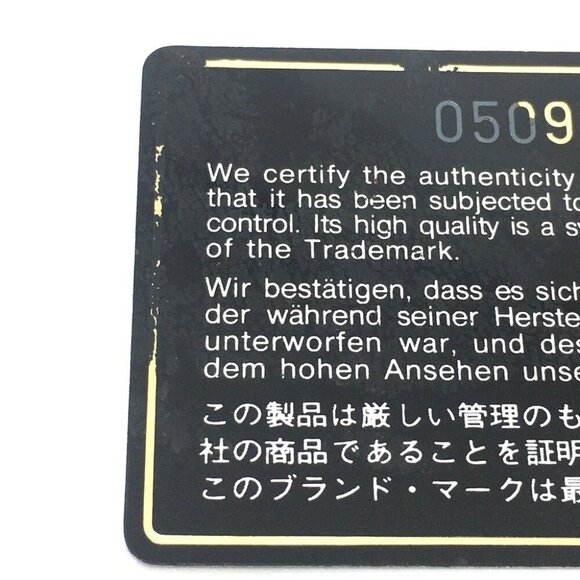 0509
We certify the authenticity
that it has been subjected to
control. Its high quality is a
of the Trademark.
Wir bestätigen, dass es sich
der während seiner
unterworfen war, und
dem hohen Ansehen
この製品は厳しい管理のも
社の商品であることを証明
このブランド・マークは最